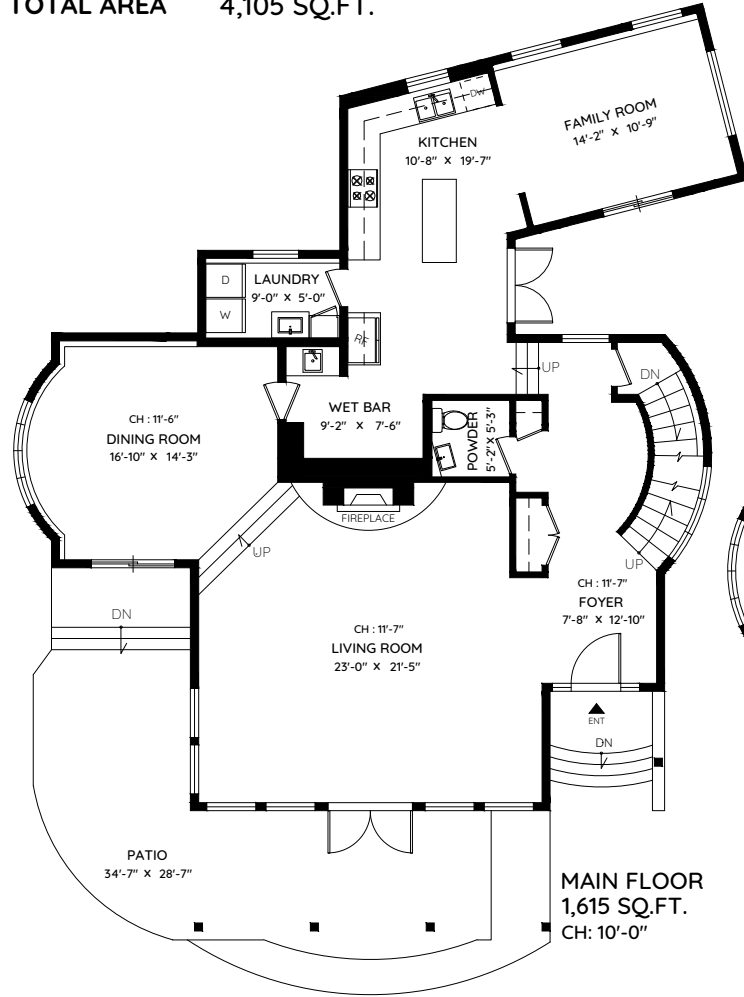 TOTAL AREA 4,105 SQ.FT.
DW
FAMILY ROOM
14'-2" X 10'-9"
KITCHEN
10'-8" X 19'-7"
D
W
LAUNDRY
9'-0" X 5'-0"
RE
UP
DN
WET BAR
9'-2" X 7'-6"
POWDER
5'-2" X 5'-3"
CH : 11'-6"
DINING ROOM
16'-10" X 14'-3"
FIREPLACE
UP
UP
CH : 11'-7"
FOYER
7'-8" X 12'-10"
DN
CH : 11'-7"
LIVING ROOM
23'-0" X 21'-5"
ENT
DN
PATIO
34'-7" X 28'-7"
MAIN FLOOR
1,615 SQ.FT.
CH: 10'-0"